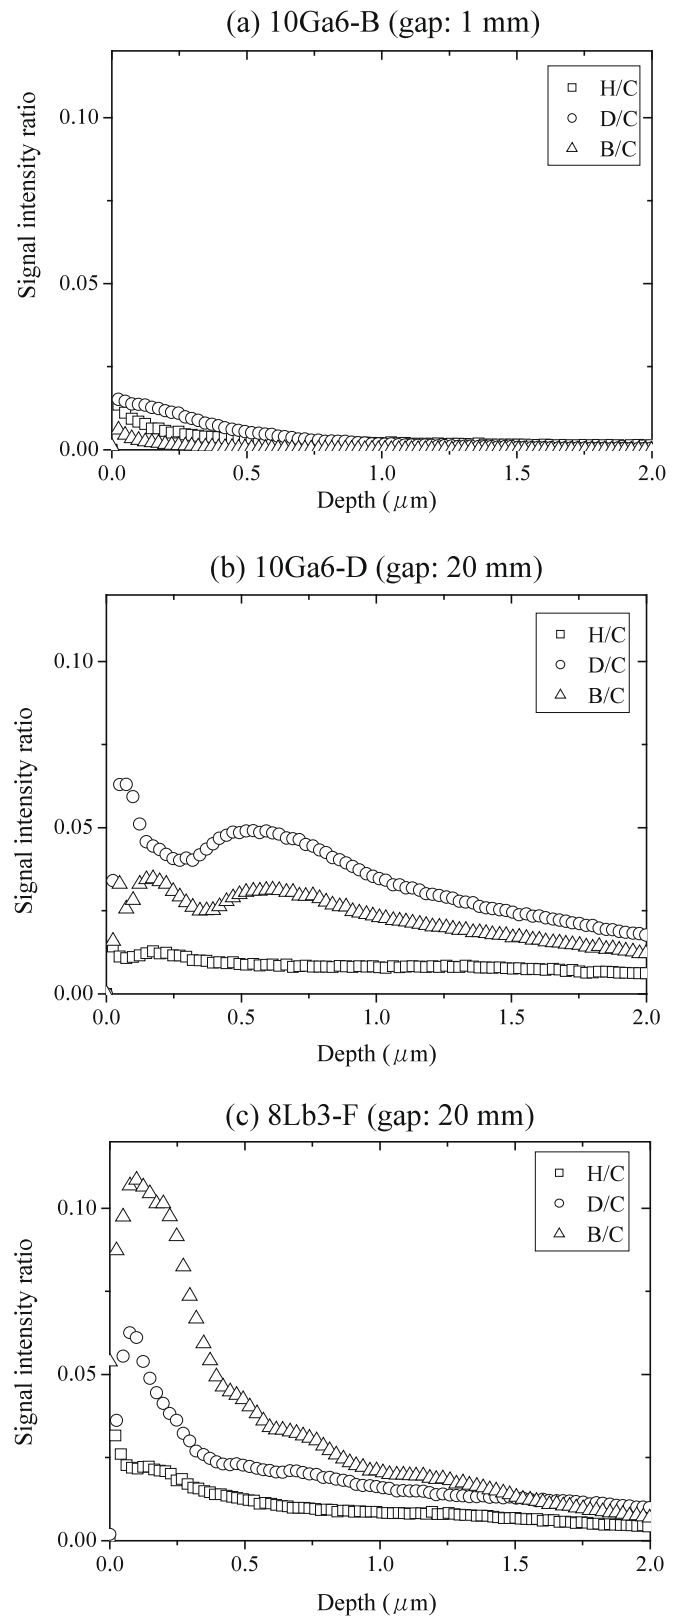 (a) 10Ga6-B (gap: 1 mm)
H/C
D/C
B/C
Signal intensity ratio
0.10
0.05
0.00
0.0 0.5 1.0 1.5 2.0
Depth (μm)
(b) 10Ga6-D (gap: 20 mm)
H/C
D/C
B/C
Signal intensity ratio
0.10
0.05
0.00
0.0 0.5 1.0 1.5 2.0
Depth (μm)
(c) 8Lb3-F (gap: 20 mm)
H/C
D/C
B/C
Signal intensity ratio
0.10
0.05
0.00
0.0 0.5 1.0 1.5 2.0
Depth (μm)